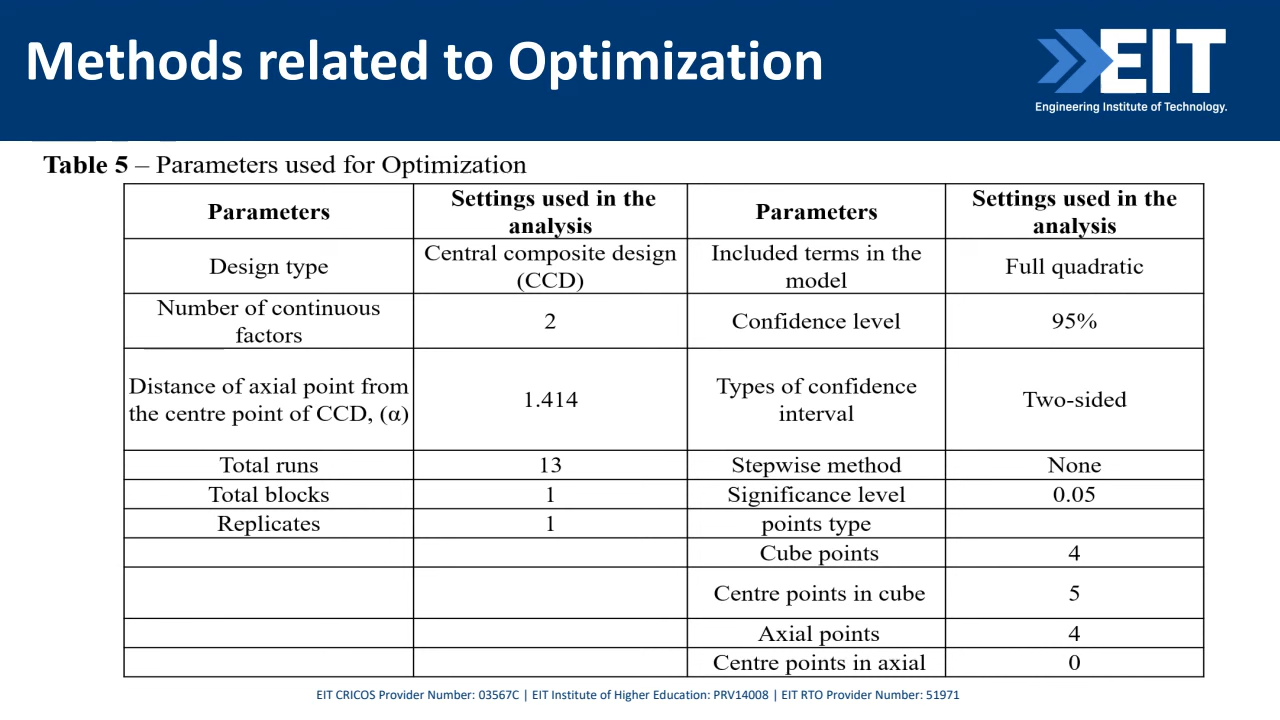 Methods related to Optimization
EIT
Engineering Institute of Technology.
Table 5 – Parameters used for Optimization
Parameters
Settings used in the
analysis
Parameters
Settings used in the
analysis
Design type
Central composite design
(CCD)
Included terms in the
model
Full quadratic
Number of continuous
factors
2
Confidence level
95%
Distance of axial point from
the centre point of CCD, (α)
1.414
Types of confidence
interval
Two-sided
Total runs
13
Stepwise method
None
Total blocks
1
Significance level
0.05
Replicates
1
points type
Cube points
4
Centre points in cube
5
Axial points
4
Centre points in axial
0
EIT CRICOS Provider Number: 03567C | EIT Institute of Higher Education: PRV14008 | EIT RTO Provider Number: 51971